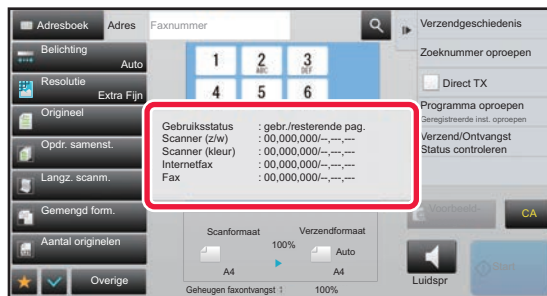 Adresboek
Adres
Faxnummer
Belichting
Auto
Resolutie
Extra Fijn
Origineel
Opdr. samenst.
Langz. scanm.
Gemengd form.
Aantal originelen
Overige
1
2
ABC
3
DEF
4
5
6
Gebruiksstatus : gebr./resterende pag.
Scanner (z/w) : 00,000,000/--,---,---
Scanner (kleur) : 00,000,000/--,---,---
Internetfax : 00,000,000/--,---,---
Fax : 00,000,000/--,---,---
Scanformaat
Verzendformaat
100%
Auto
A4
A4
Geheugen faxontvangst : 100%
Verzendgeschiedenis
Zoeknummer oproepen
Direct TX
Programma oproepen
Geregistreerde inst. oproepen
Verzend/Ontvangst
Status controleren
Voorbeeld-
CA
Luidspr
Start